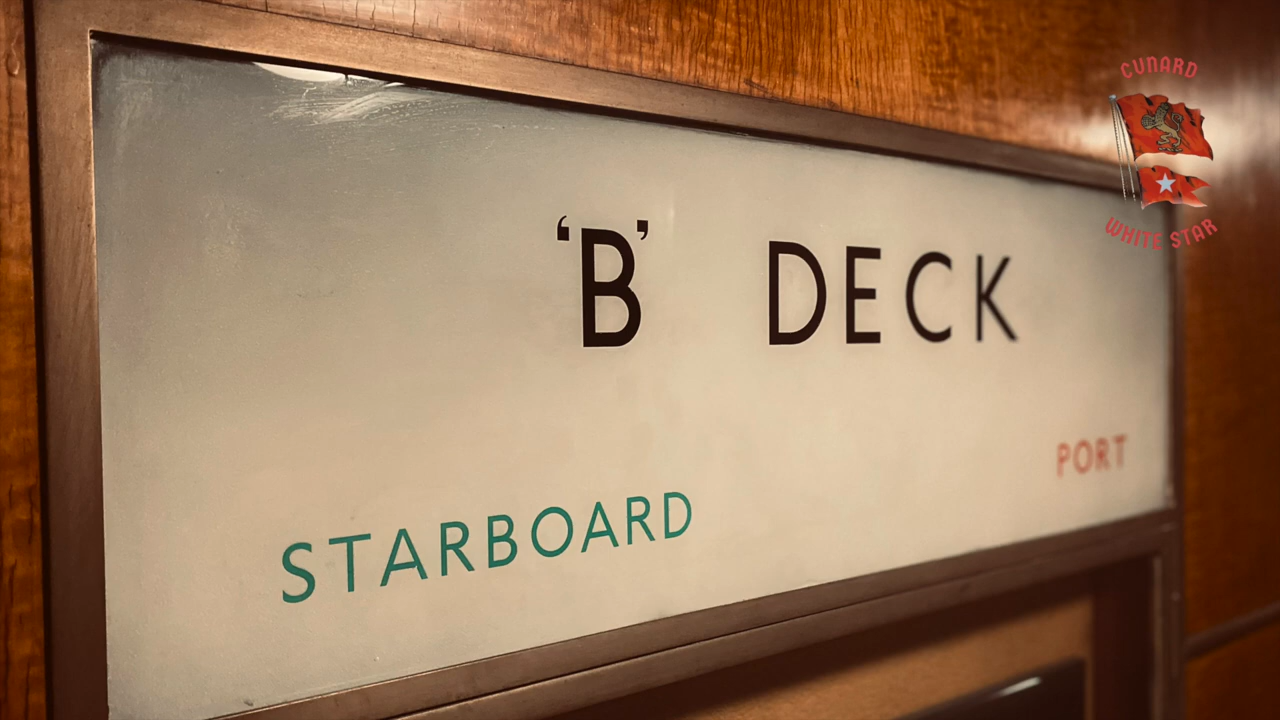 CUNARD
WHITE STAR
‘B’ DECK
PORT
STARBOARD